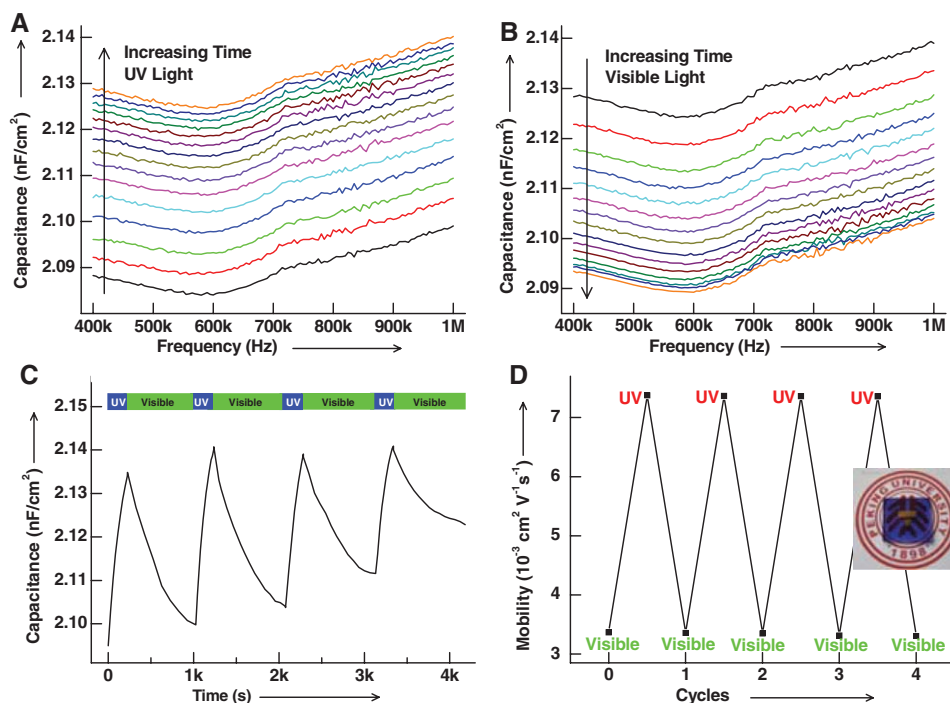 A
Increasing Time
UV Light
Capacitance (nF/cm²)
2.14
2.13
2.12
2.11
2.10
2.09
400k 500k 600k 700k 800k 900k 1M
Frequency (Hz)
B
Increasing Time
Visible Light
Capacitance (nF/cm²)
2.14
2.13
2.12
2.11
2.10
2.09
400k 500k 600k 700k 800k 900k 1M
Frequency (Hz)
C
UV Visible UV Visible UV Visible UV Visible
Capacitance (nF/cm²)
2.15
2.14
2.13
2.11
2.10
0 1k 2k 3k 4k
Time (s)
D
UV UV UV UV
Mobility (10⁻³ cm² V⁻¹s⁻¹)
7
6
5
4
3
Visible Visible Visible Visible Visible
0 1 2 3 4
Cycles
PEKING UNIVERSITY
1898